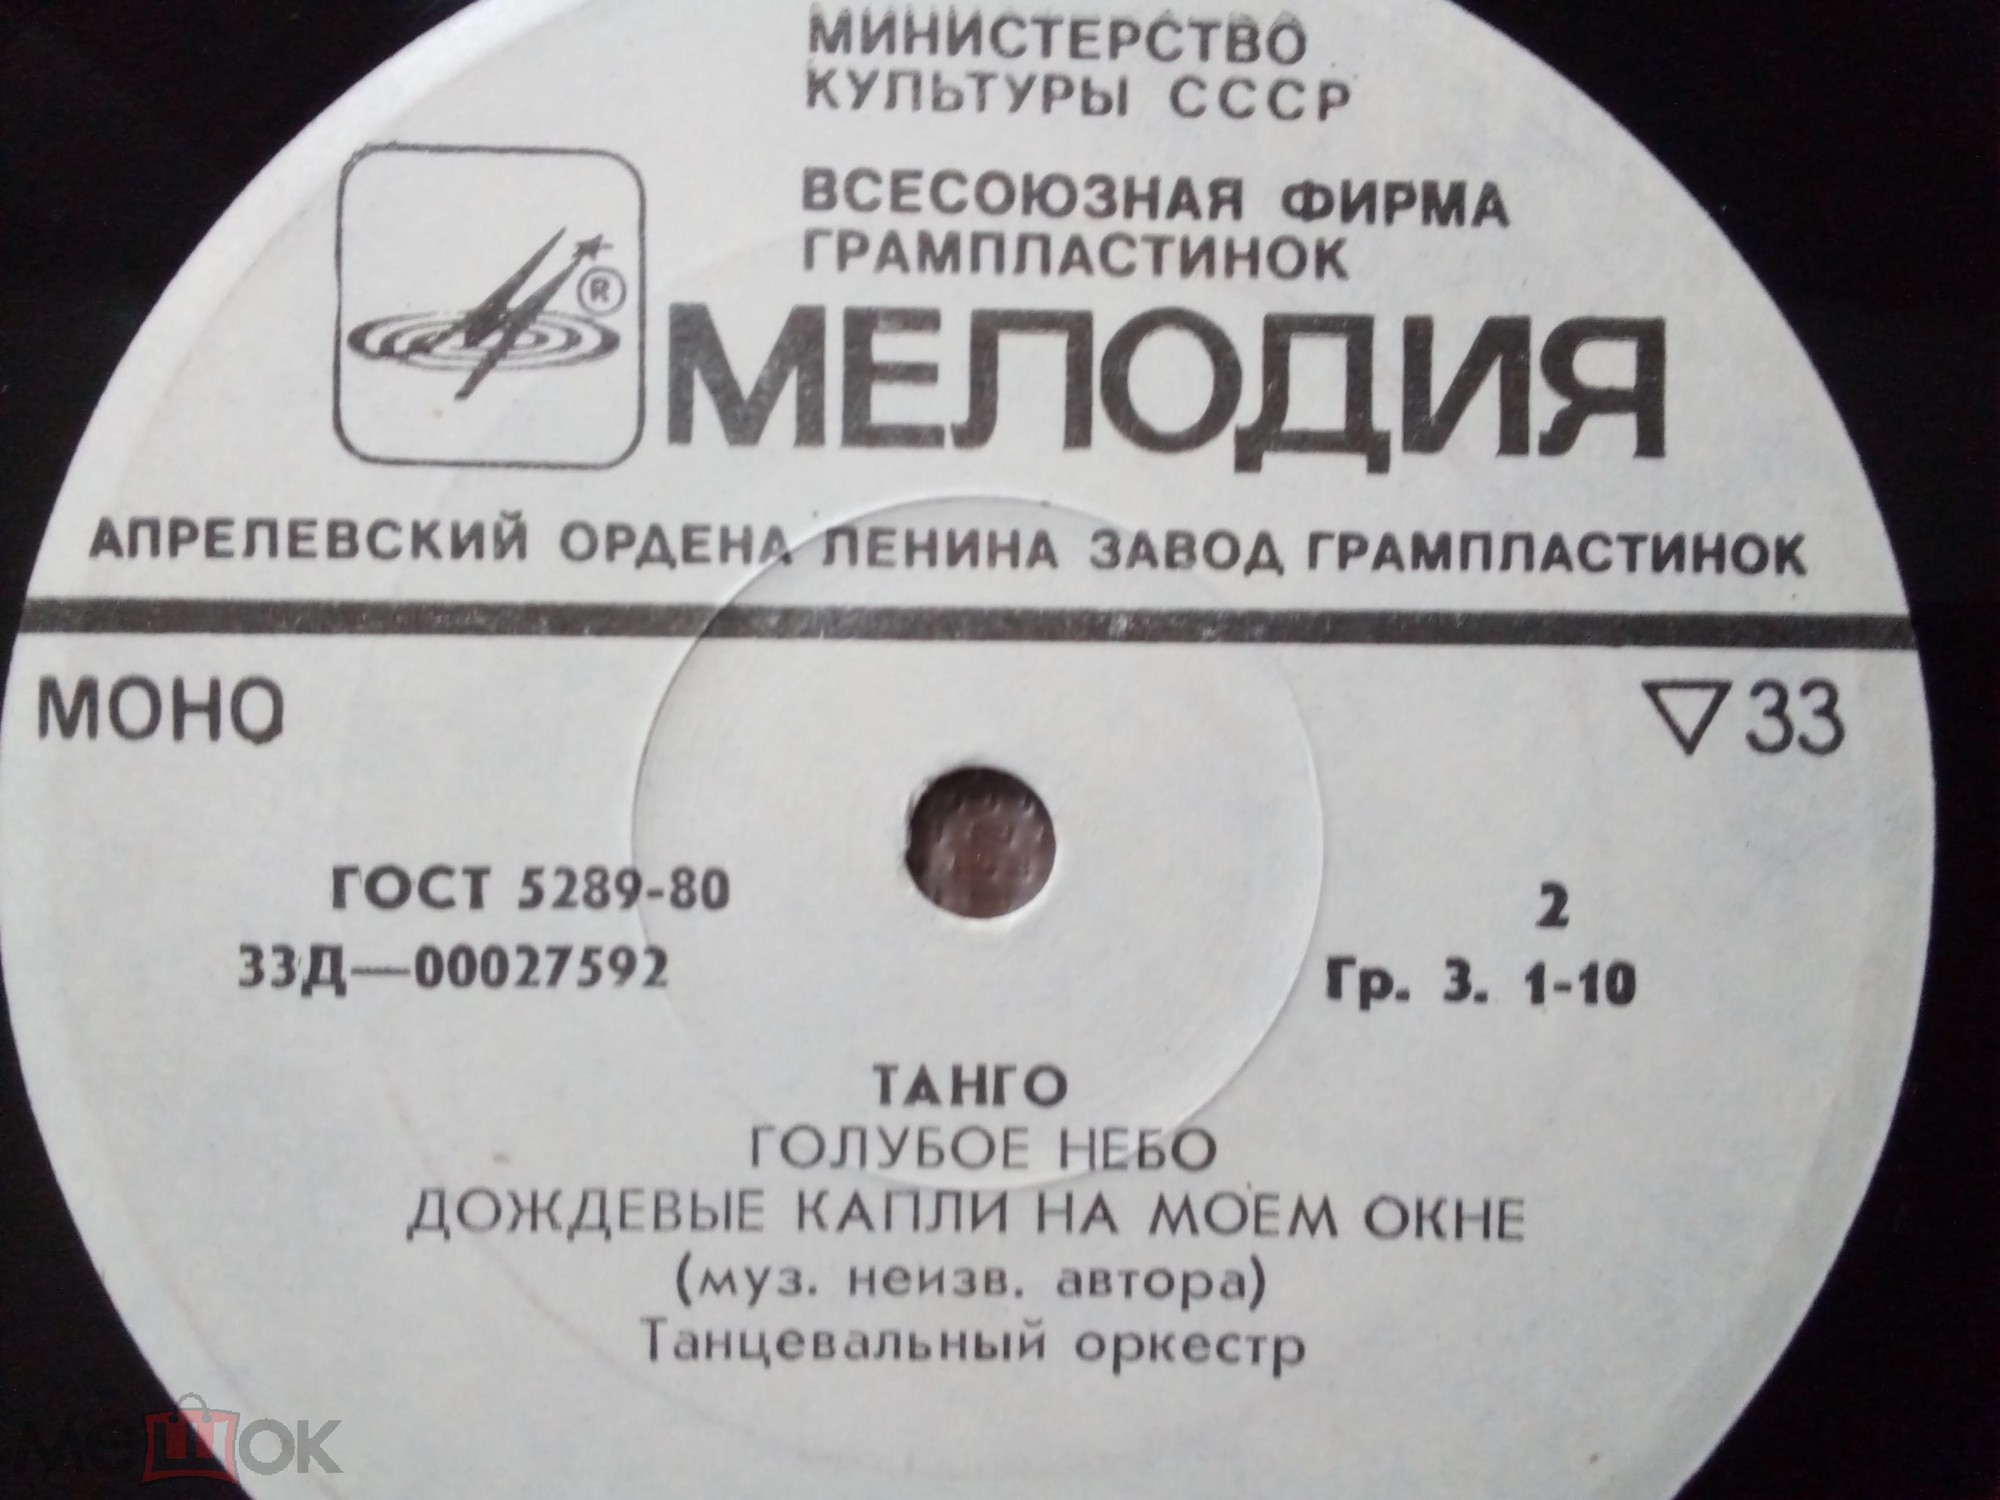 МИНИСТЕРСТВО
КУЛЬТУРЫ СССР
ВСЕСОЮЗНАЯ ФИРМА
ГРАМПЛАСТИНОК
®
МЕЛОДИЯ
АПРЕЛЕВСКИЙ ОРДЕНА ЛЕНИНА ЗАВОД ГРАМПЛАСТИНОК
МОНО
▽33
ГОСТ 5289-80
2
33Д—00027592
Гр. 3. 1-10
ТАНГО
ГОЛУБОЕ НЕБО
ДОЖДЕВЫЕ КАПЛИ НА МОЕМ ОКНЕ
(муз. неизв. автора)
Танцевальный оркестр
мешок